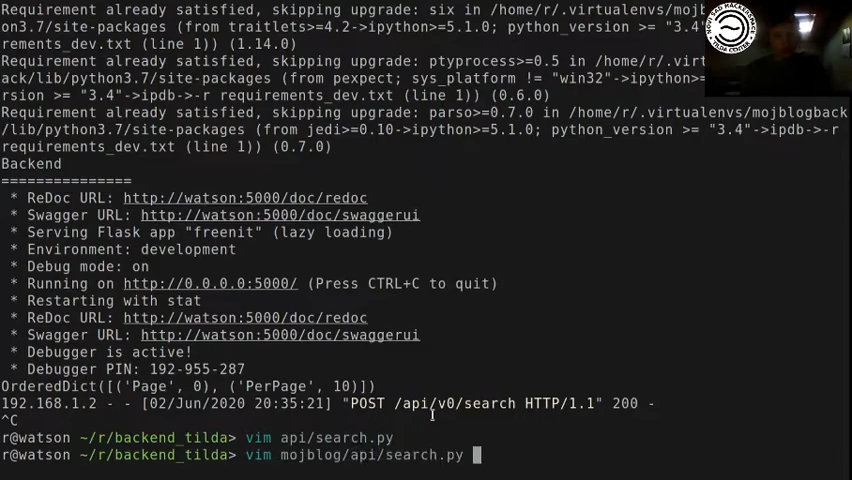 Requirement already satisfied, skipping upgrade: six in /home/r/.virtualenvs/moj
on3.7/site-packages (from traitlets>=4.2->ipython>=5.1.0; python_version >= "3.4"
rements_dev.txt (line 1)) (1.14.0)
Requirement already satisfied, skipping upgrade: ptyprocess>=0.5 in /home/r/.vir
ack/lib/python3.7/site-packages (from pexpect; sys_platform != "win32"->ipython>=
rsion >= "3.4"->ipdb->-r requirements_dev.txt (line 1)) (0.6.0)
Requirement already satisfied, skipping upgrade: parso>=0.7.0 in /home/r/.virtualenvs/mojblogback
/lib/python3.7/site-packages (from jedi>=0.10->ipython>=5.1.0; python_version >= "3.4"->ipdb->-r
requirements_dev.txt (line 1)) (0.7.0)
Backend
===============
* ReDoc URL: http://watson:5000/doc/redoc
* Swagger URL: http://watson:5000/doc/swaggerui
* Serving Flask app "freenit" (lazy loading)
* Environment: development
* Debug mode: on
* Running on http://0.0.0.0:5000/ (Press CTRL+C to quit)
* Restarting with stat
* ReDoc URL: http://watson:5000/doc/redoc
* Swagger URL: http://watson:5000/doc/swaggerui
* Debugger is active!
* Debugger PIN: 192-955-287
OrderedDict([('Page', 0), ('PerPage', 10)])
192.168.1.2 - - [02/Jun/2020 20:35:21] "POST /api/v0/search HTTP/1.1" 200 -
^C
r@watson ~/r/backend_tilda> vim api/search.py
r@watson ~/r/backend_tilda> vim mojblog/api/search.py
TILDA CENTER